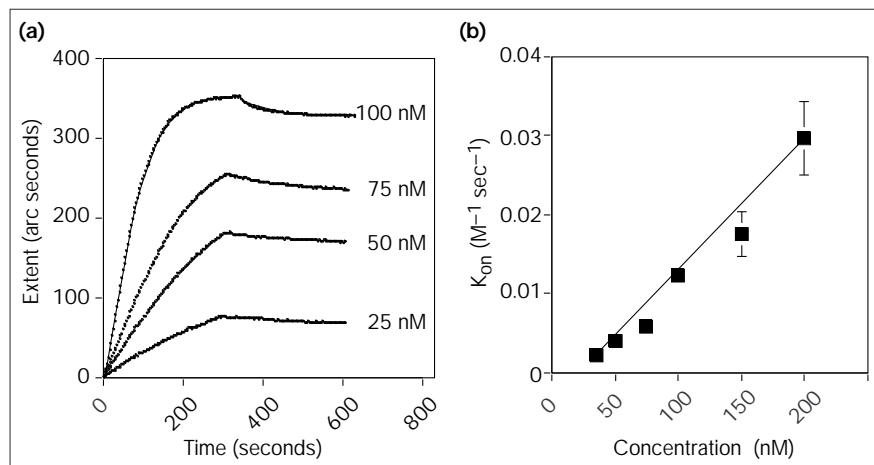 (a)
400
300
200
100
0
Extent (arc seconds)
100 nM
75 nM
50 nM
25 nM
0
200
400
600
800
Time (seconds)
(b)
0.04
0.03
0.02
0.01
0
Kon (M−1 sec−1)
0
50
100
150
200
Concentration (nM)